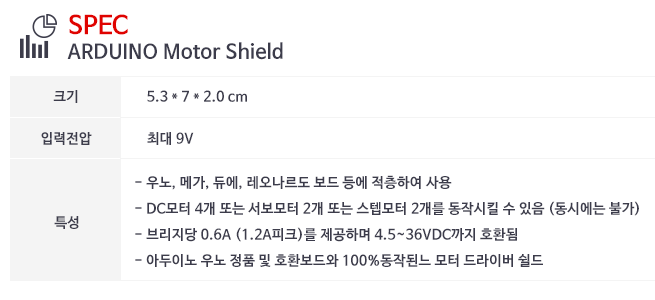 SPEC
ARDUINO Motor Shield
크기
5.3 * 7 * 2.0 cm
입력전압
최대 9V
특성
- 우노, 메가, 듀에, 레오나르도 보드 등에 적층하여 사용
- DC모터 4개 또는 서보모터 2개 또는 스텝모터 2개를 동작시킬 수 있음 (동시에는 불가)
- 브리지당 0.6A (1.2A피크)를 제공하며 4.5~36VDC까지 호환됨
- 아두이노 우노 정품 및 호환보드와 100%동작된느 모터 드라이버 쉴드